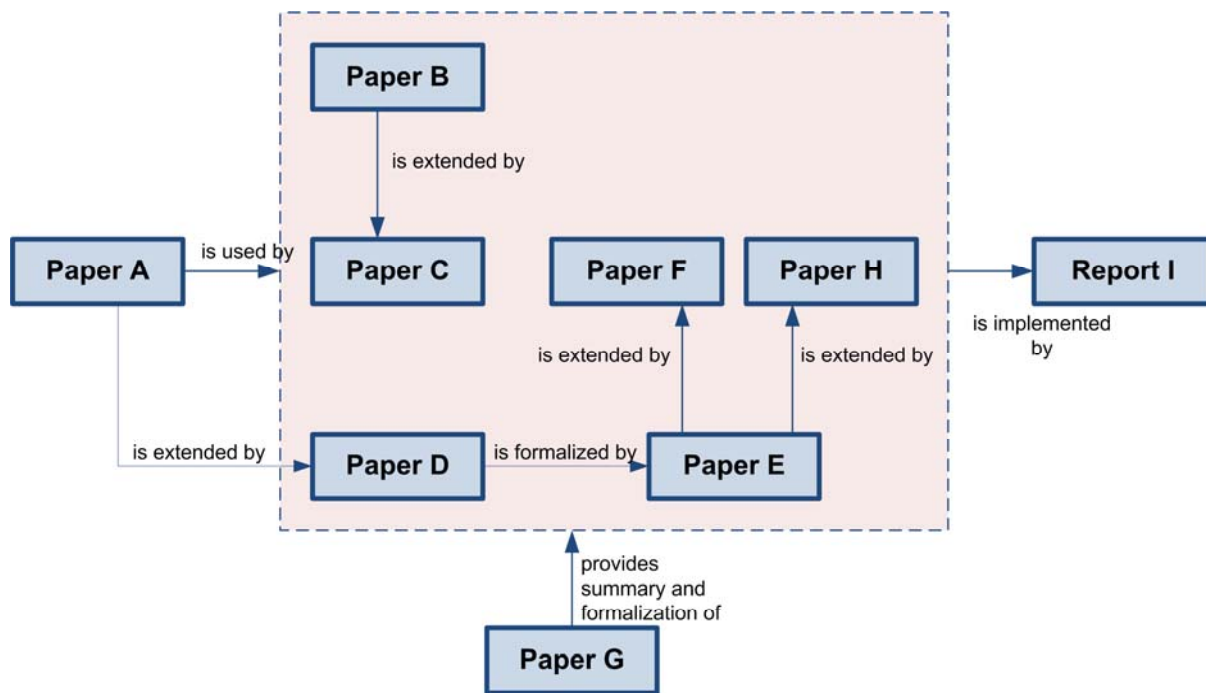 Paper B
is extended by
Paper A
is used by
Paper C
Paper F
Paper H
Report I
is implemented
by
is extended by
is extended by
is extended by
Paper D
is formalized by
Paper E
provides
summary and
formalization of
Paper G